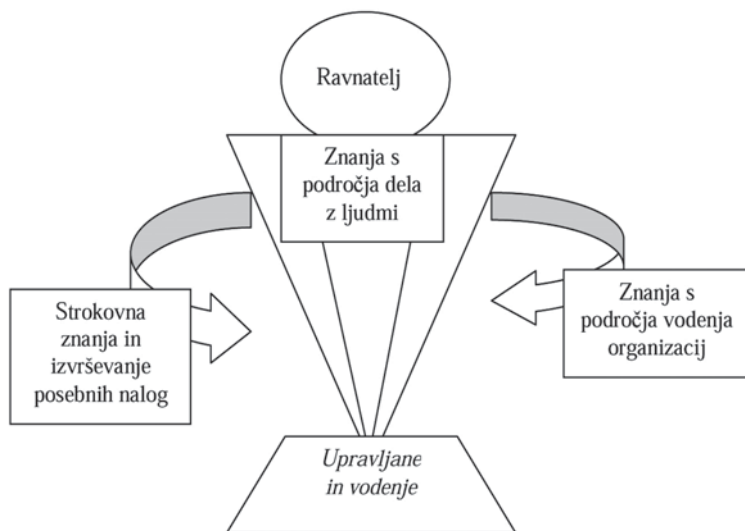 Ravnatelj
Znanja s
področja dela
z ljudmi
Strokovna
znanja in
izvrševanje
posebnih nalog
Znanja s
področja vodenja
organizacij
Upravljane
in vodenje